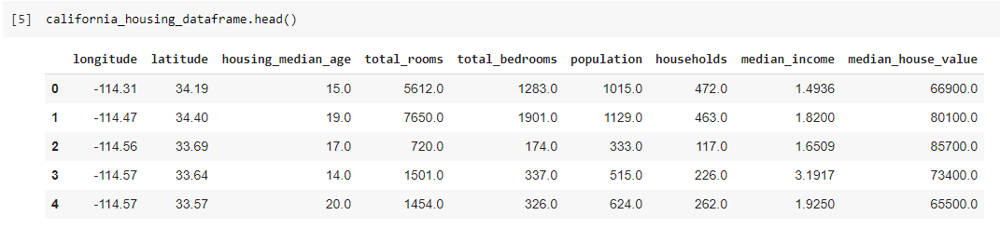 [5] california_housing_dataframe.head()
longitude latitude housing_median_age total_rooms total_bedrooms population households median_income median_house_value
0 -114.31 34.19 15.0 5612.0 1283.0 1015.0 472.0 1.4936 66900.0
1 -114.47 34.40 19.0 7650.0 1901.0 1129.0 463.0 1.8200 80100.0
2 -114.56 33.69 17.0 720.0 174.0 333.0 117.0 1.6509 85700.0
3 -114.57 33.64 14.0 1501.0 337.0 515.0 226.0 3.1917 73400.0
4 -114.57 33.57 20.0 1454.0 326.0 624.0 262.0 1.9250 65500.0